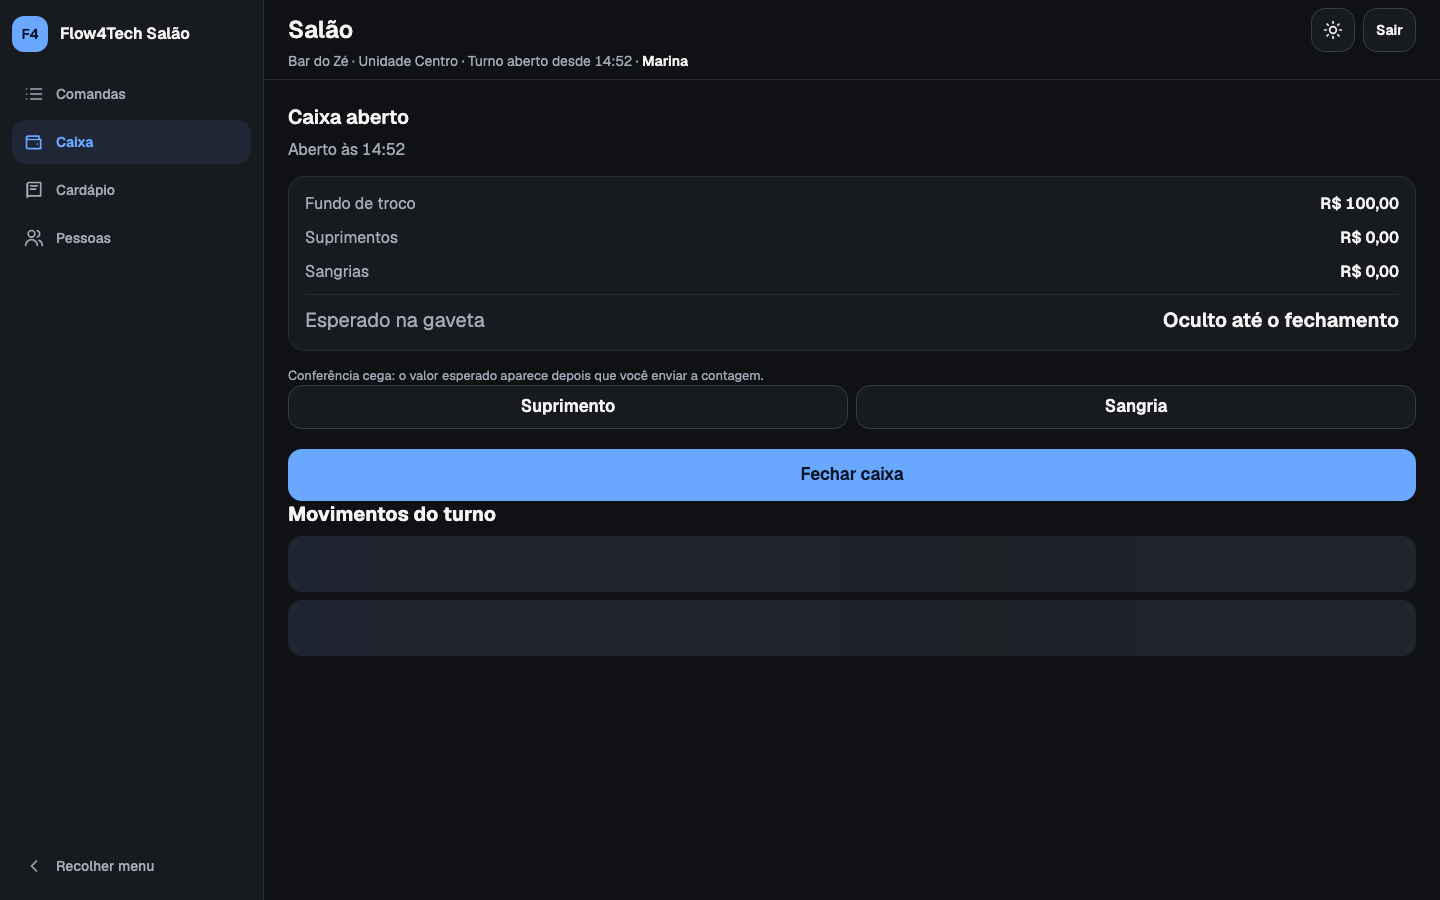 F4 Flow4Tech Salão
Comandas
Caixa
Cardápio
Pessoas
Recolher menu
Salão
Bar do Zé · Unidade Centro · Turno aberto desde 14:52 · Marina
Sair
Caixa aberto
Aberto às 14:52
Fundo de troco R$ 100,00
Suprimentos R$ 0,00
Sangrias R$ 0,00
Esperado na gaveta Oculto até o fechamento
Conferência cega: o valor esperado aparece depois que você enviar a contagem.
Suprimento Sangria
Fechar caixa
Movimentos do turno